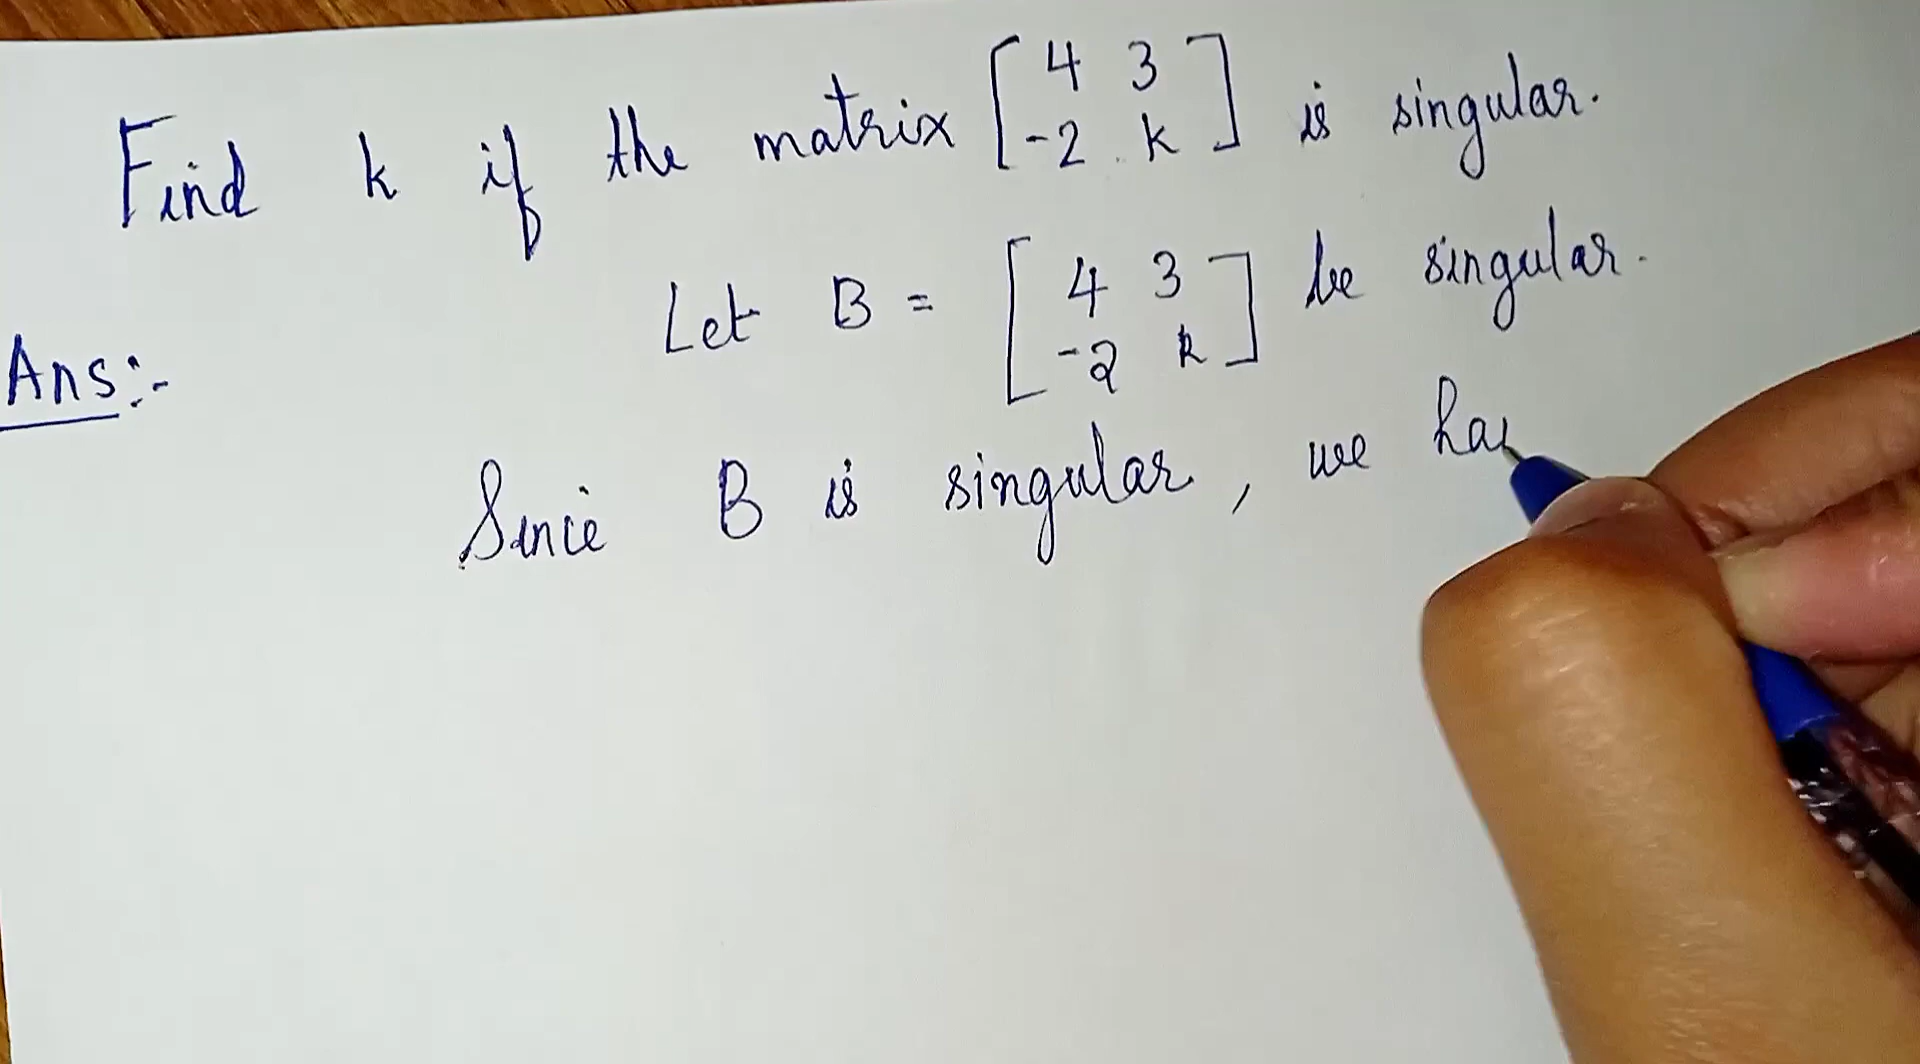 Find k if the matrix [4 3 -2 k] is singular.
Ans:- Let B = [4 3 -2 k] be singular.
Since B is singular, we hav